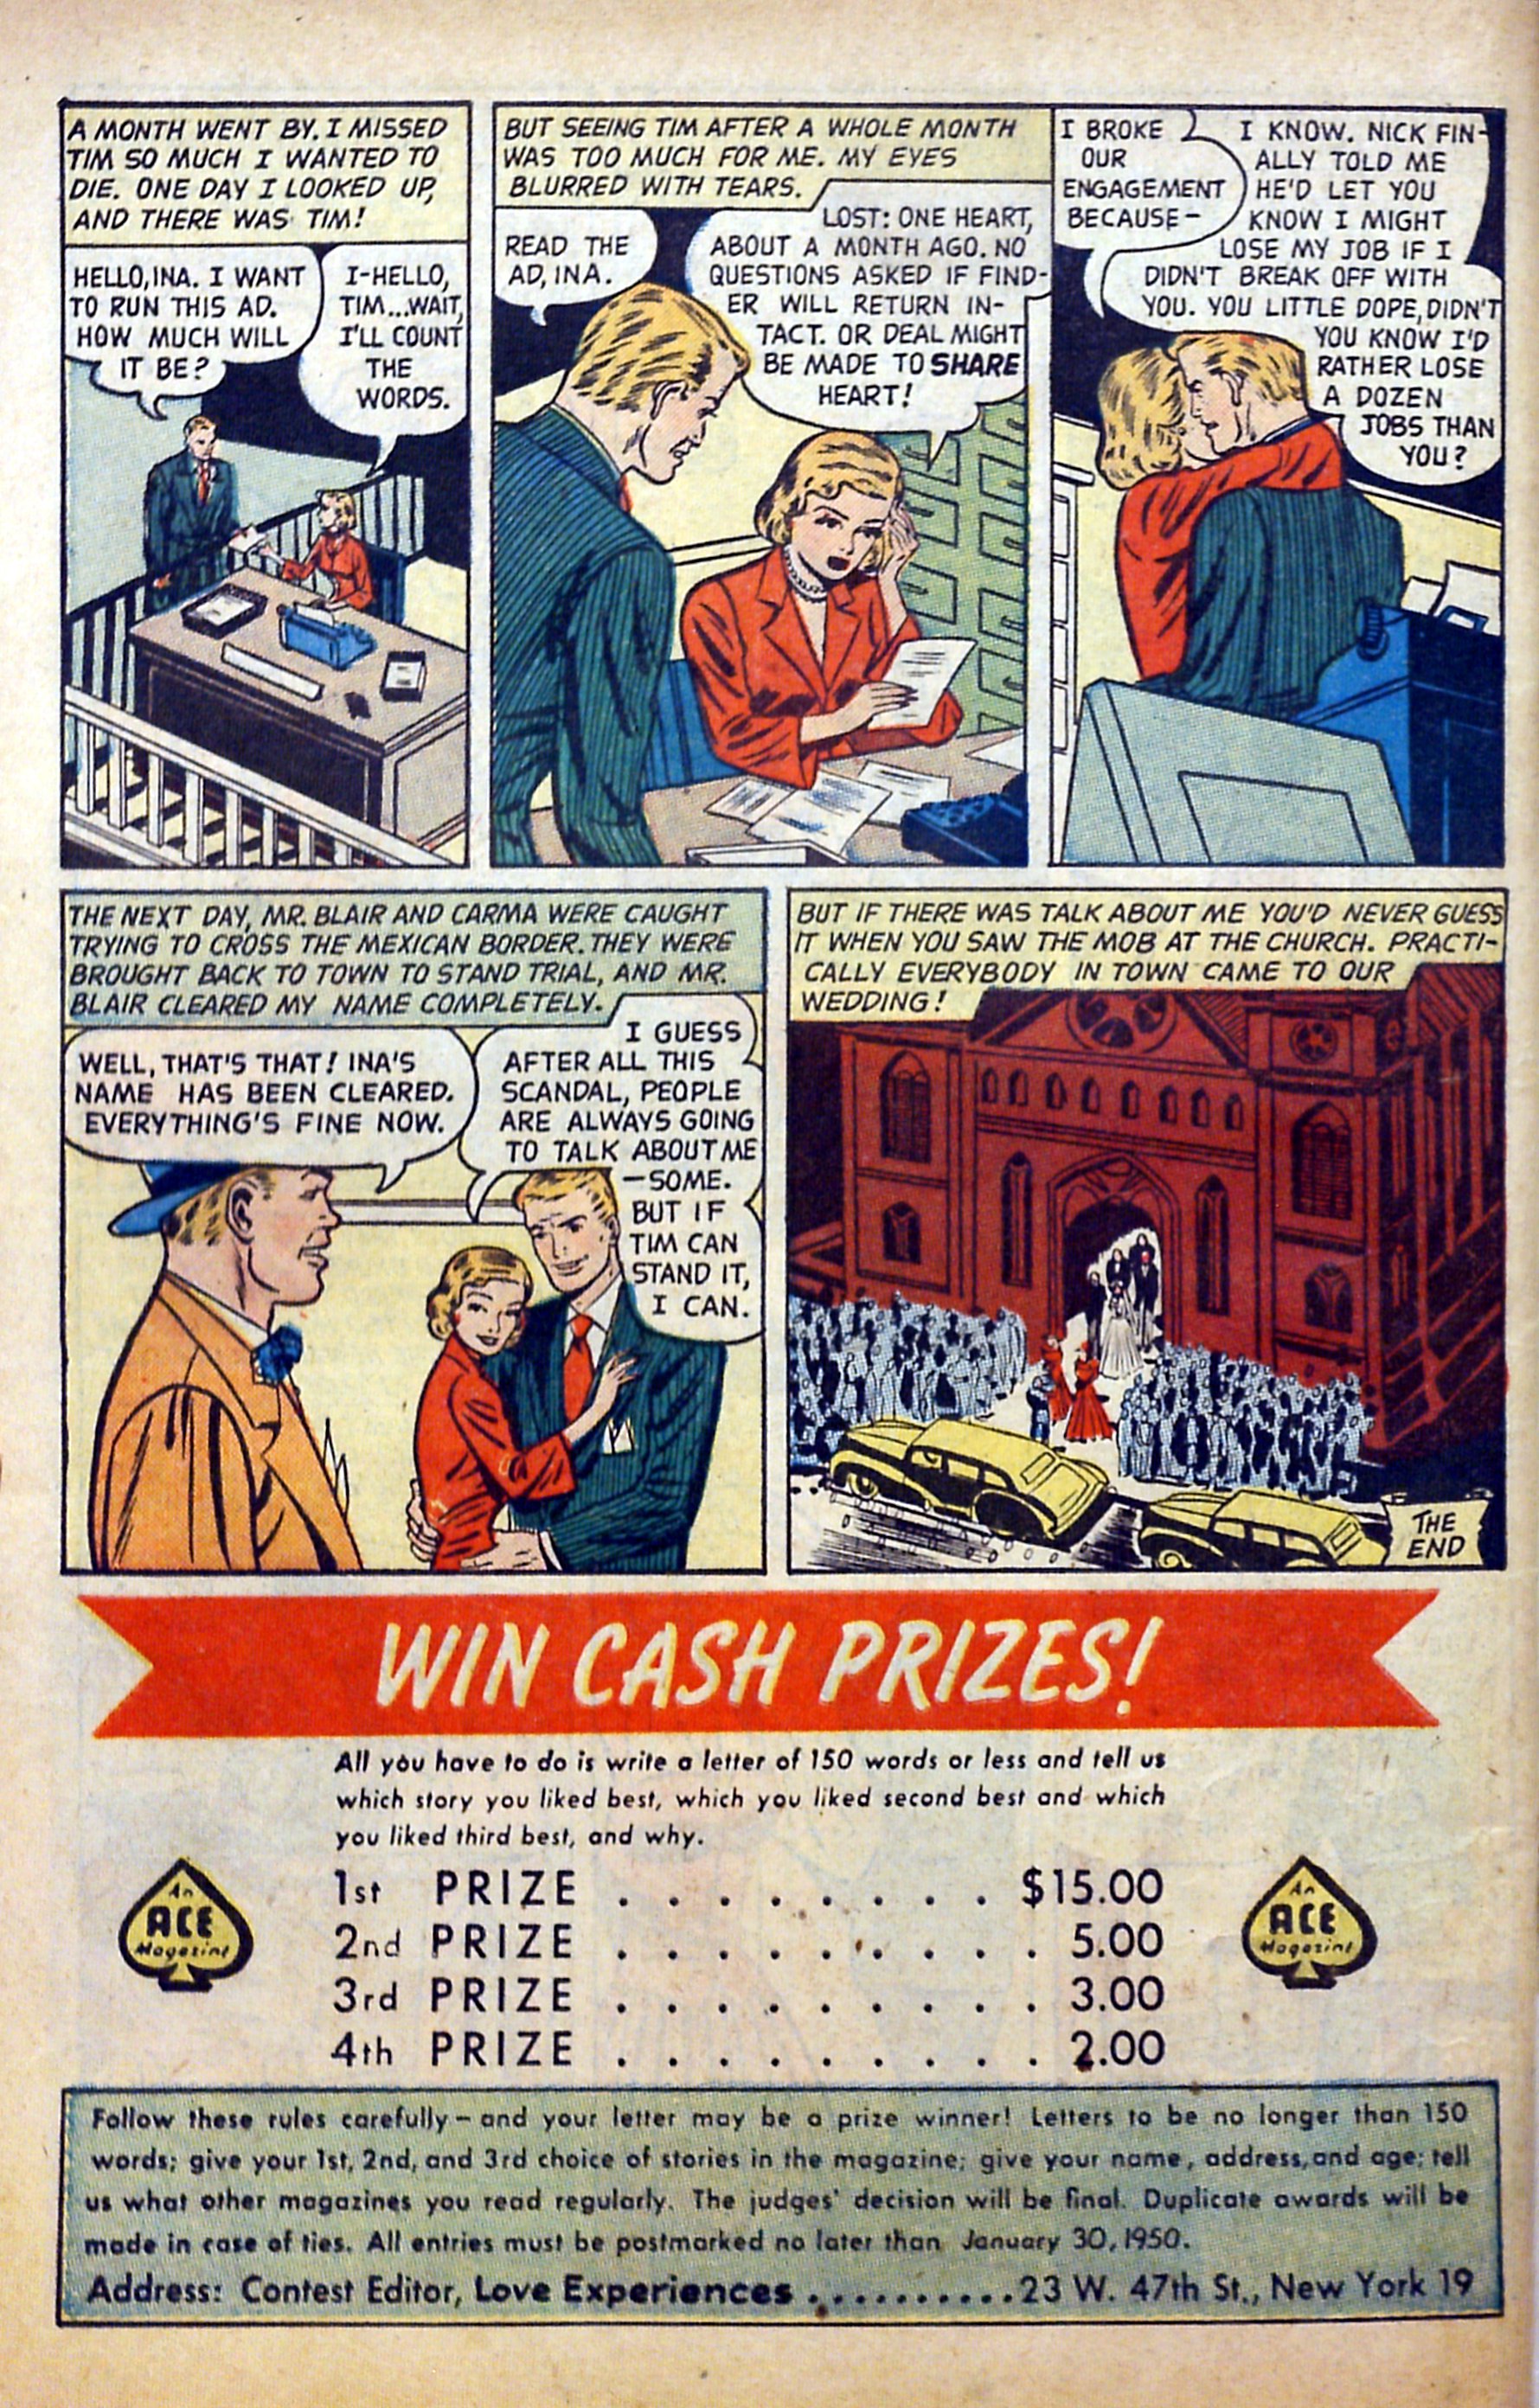 A MONTH WENT BY. I MISSED
TIM SO MUCH I WANTED TO
DIE. ONE DAY I LOOKED UP,
AND THERE WAS TIM!
HELLO, INA. I WANT
TO RUN THIS AD.
HOW MUCH WILL
IT BE?
I-HELLO,
TIM...WAIT,
I'LL COUNT
THE
WORDS.
BUT SEEING TIM AFTER A WHOLE MONTH
WAS TOO MUCH FOR ME. MY EYES
BLURRED WITH TEARS.
READ THE
AD, INA.
LOST: ONE HEART,
ABOUT A MONTH AGO. NO
QUESTIONS ASKED IF FIND-
ER WILL RETURN IN-
TACT. OR DEAL MIGHT
BE MADE TO SHARE
HEART!
I BROKE
OUR
ENGAGEMENT
BECAUSE-
I KNOW. NICK FIN-
ALLY TOLD ME
HE'D LET YOU
KNOW I MIGHT
LOSE MY JOB IF I
DIDN'T BREAK OFF WITH
YOU. YOU LITTLE DOPE, DIDN'T
YOU KNOW I'D
RATHER LOSE
A DOZEN
JOBS THAN
YOU?
THE NEXT DAY, MR. BLAIR AND CARMA WERE CAUGHT
TRYING TO CROSS THE MEXICAN BORDER. THEY WERE
BROUGHT BACK TO TOWN TO STAND TRIAL, AND MR.
BLAIR CLEARED MY NAME COMPLETELY.
WELL, THAT'S THAT! INA'S
NAME HAS BEEN CLEARED.
EVERYTHING'S FINE NOW.
I GUESS
AFTER ALL THIS
SCANDAL, PEOPLE
ARE ALWAYS GOING
TO TALK ABOUT ME
—SOME.
BUT IF
TIM CAN
STAND IT,
I CAN.
BUT IF THERE WAS TALK ABOUT ME YOU'D NEVER GUESS
IT WHEN YOU SAW THE MOB AT THE CHURCH. PRACTI-
CALLY EVERYBODY IN TOWN CAME TO OUR
WEDDING!
THE
END
WIN CASH PRIZES!
All you have to do is write a letter of 150 words or less and tell us
which story you liked best, which you liked second best and which
you liked third best, and why.
An
ACE
Magazine
1st PRIZE . . . . . . . . $15.00
2nd PRIZE . . . . . . . . . 5.00
3rd PRIZE . . . . . . . . . 3.00
4th PRIZE . . . . . . . . . 2.00
An
ACE
Magazine
Follow these rules carefully — and your letter may be a prize winner! Letters to be no longer than 150
words; give your 1st, 2nd, and 3rd choice of stories in the magazine; give your name, address, and age; tell
us what other magazines you read regularly. The judges' decision will be final. Duplicate awards will be
made in case of ties. All entries must be postmarked no later than January 30, 1950.
Address: Contest Editor, Love Experiences ..........23 W. 47th St., New York 19